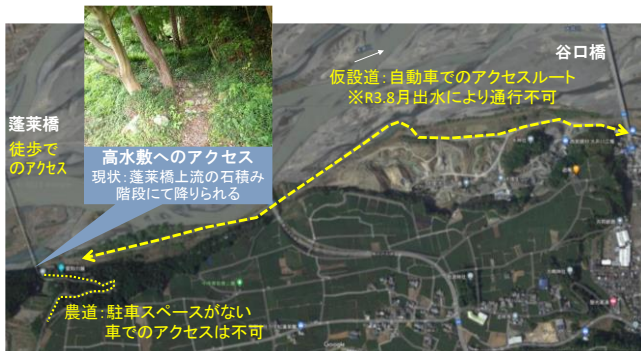 谷口橋
仮設道：自動車でのアクセスルート
※R3.8月出水により通行不可
蓬莱橋
徒歩で
のアクセス
高水敷へのアクセス
現状：蓬莱橋上流の石積み
階段にて降りられる
農道：駐車スペースがない
車でのアクセスは不可
Google